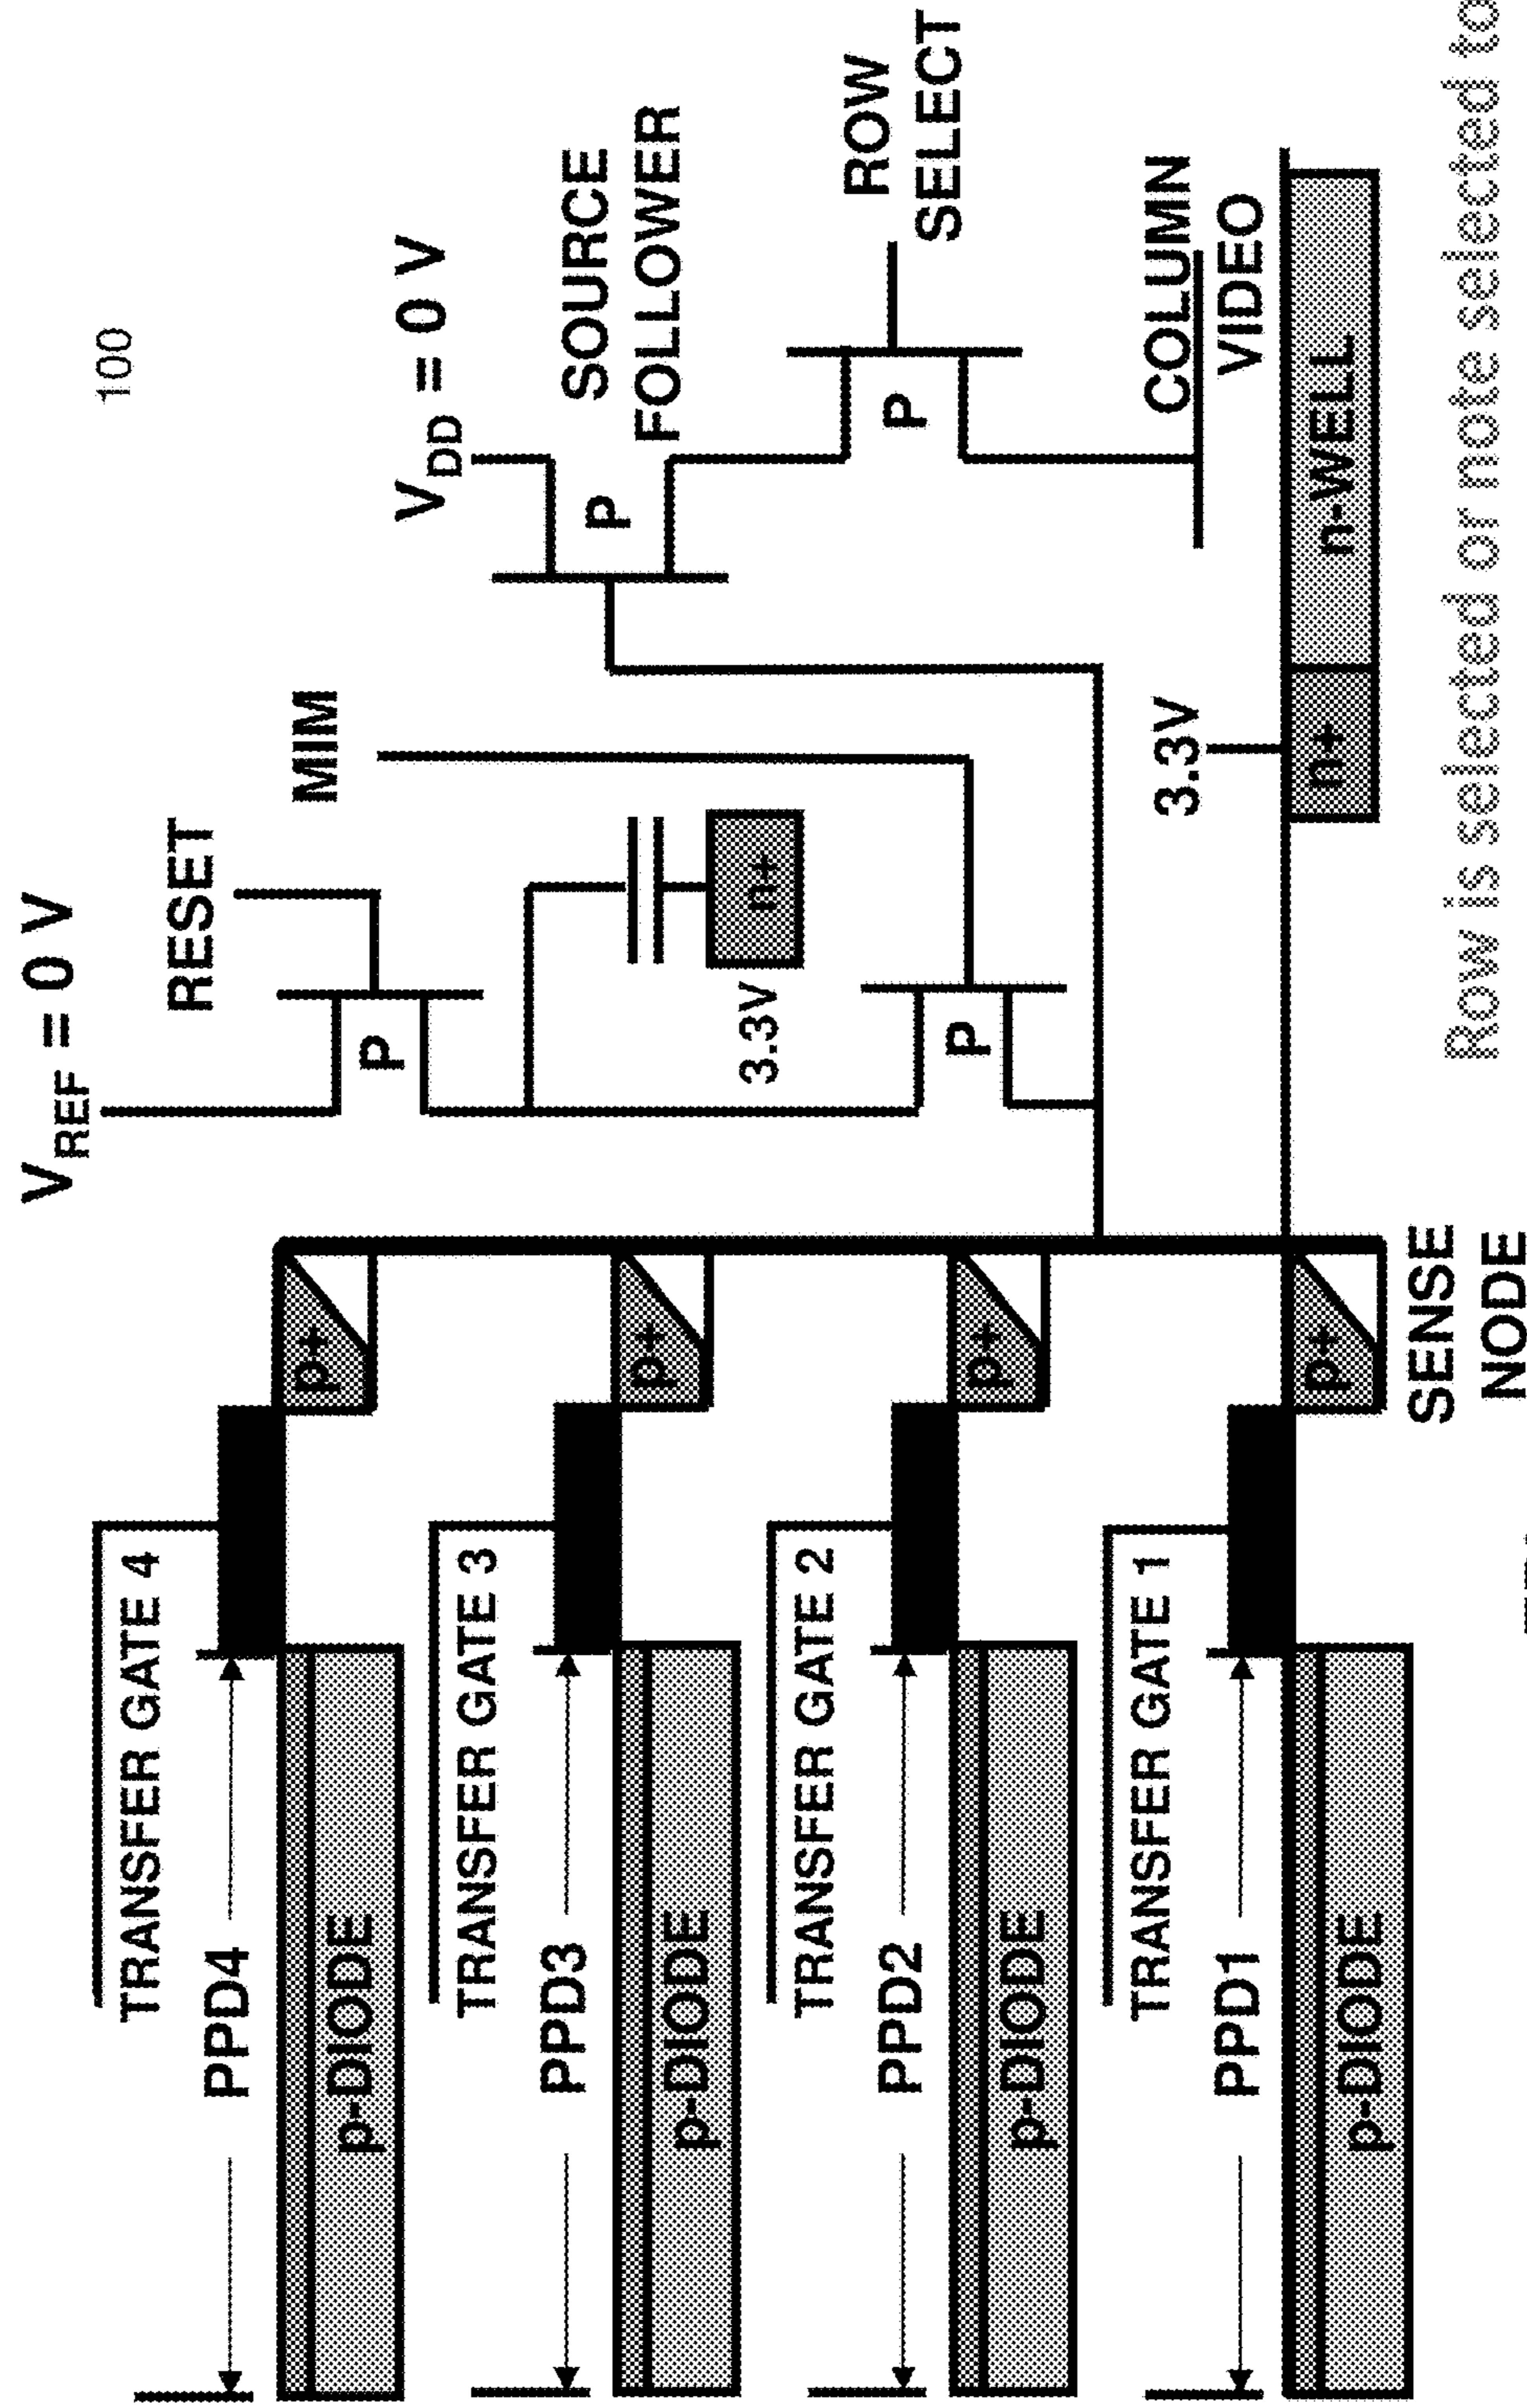 V_REF = 0 V
100
TRANSFER GATE 4
RESET
PPD4
MIM
p+
p-DIODE
P
V_DD = 0 V
TRANSFER GATE 3
PPD3
SOURCE
FOLLOWER
P
p+
p-DIODE
3.3V
n+
TRANSFER GATE 2
PPD2
P
ROW
SELECT
P
p+
p-DIODE
TRANSFER GATE 1
3.3V
COLUMN
VIDEO
PPD1
p-DIODE
p+
n+
n-WELL
SENSE
NODE
Row is selected or note selected to